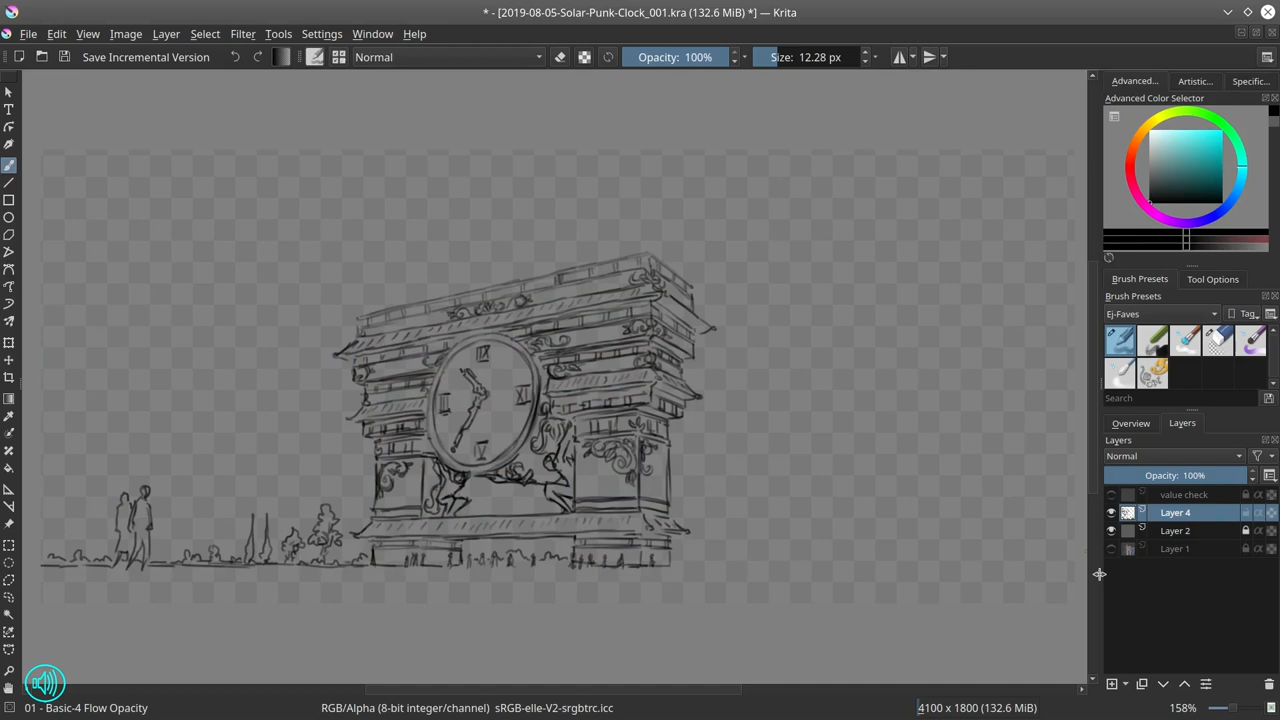 * - [2019-08-05-Solar-Punk-Clock_001.kra (132.6 MiB) *] — Krita
File Edit View Image Layer Select Filter Tools Settings Window Help
Save Incremental Version Normal Opacity: 100% Size: 12.28 px
Advanced... Artistic... Specific...
Advanced Color Selector
Brush Presets Tool Options
Brush Presets
Ej-Faves Tag
Search
Overview Layers
Layers
Normal
Opacity: 100%
value check
Layer 4
Layer 2
Layer 1
IX
XI
II
V
01 - Basic-4 Flow Opacity RGB/Alpha (8-bit integer/channel) sRGB-elle-V2-srgbtrc.icc 4100 x 1800 (132.6 MiB) 158%